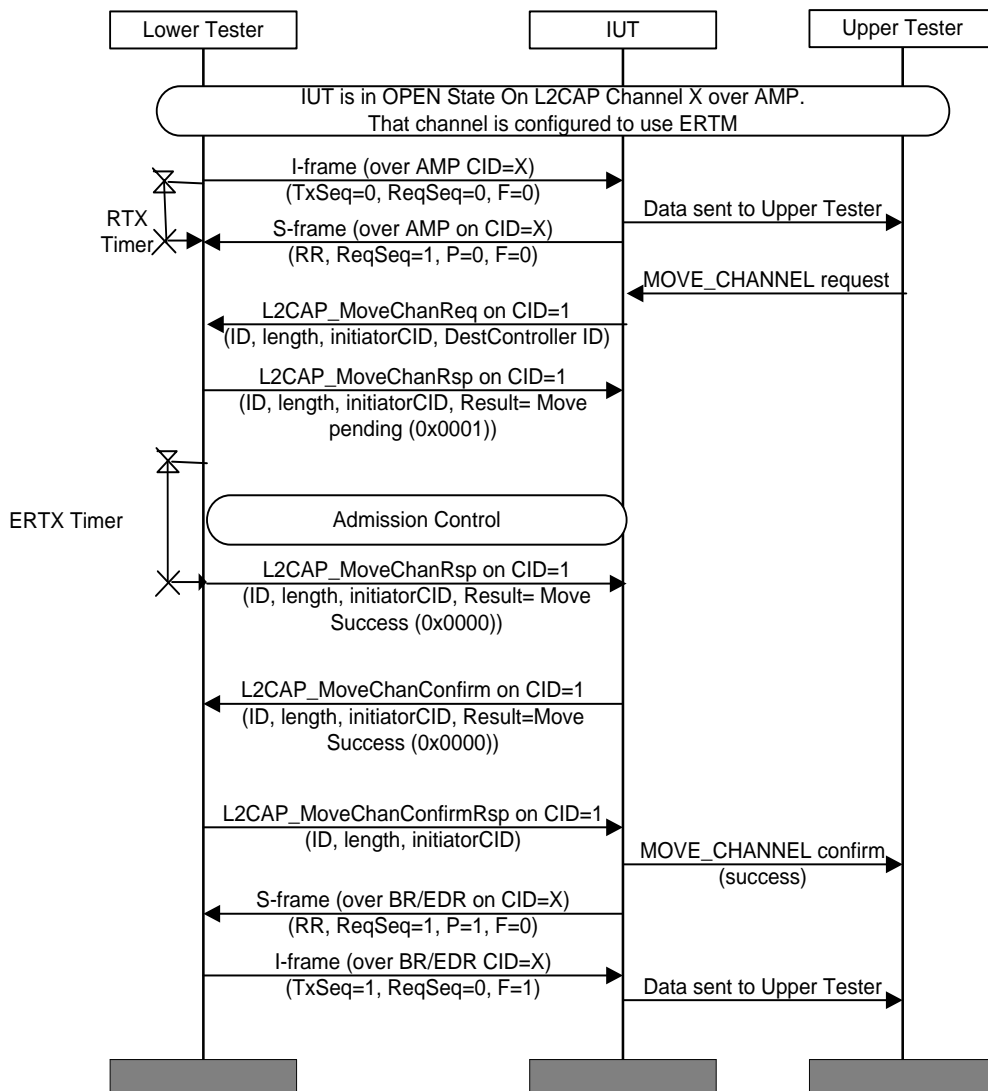 Lower Tester
IUT
Upper Tester
IUT is in OPEN State On L2CAP Channel X over AMP.
That channel is configured to use ERTM
I-frame (over AMP CID=X)
(TxSeq=0, ReqSeq=0, F=0)
RTX
Timer
Data sent to Upper Tester
S-frame (over AMP on CID=X)
(RR, ReqSeq=1, P=0, F=0)
MOVE_CHANNEL request
L2CAP_MoveChanReq on CID=1
(ID, length, initiatorCID, DestController ID)
L2CAP_MoveChanRsp on CID=1
(ID, length, initiatorCID, Result= Move
pending (0x0001))
ERTX Timer
Admission Control
L2CAP_MoveChanRsp on CID=1
(ID, length, initiatorCID, Result= Move
Success (0x0000))
L2CAP_MoveChanConfirm on CID=1
(ID, length, initiatorCID, Result=Move
Success (0x0000))
L2CAP_MoveChanConfirmRsp on CID=1
(ID, length, initiatorCID)
MOVE_CHANNEL confirm
(success)
S-frame (over BR/EDR on CID=X)
(RR, ReqSeq=1, P=1, F=0)
I-frame (over BR/EDR CID=X)
(TxSeq=1, ReqSeq=0, F=1)
Data sent to Upper Tester